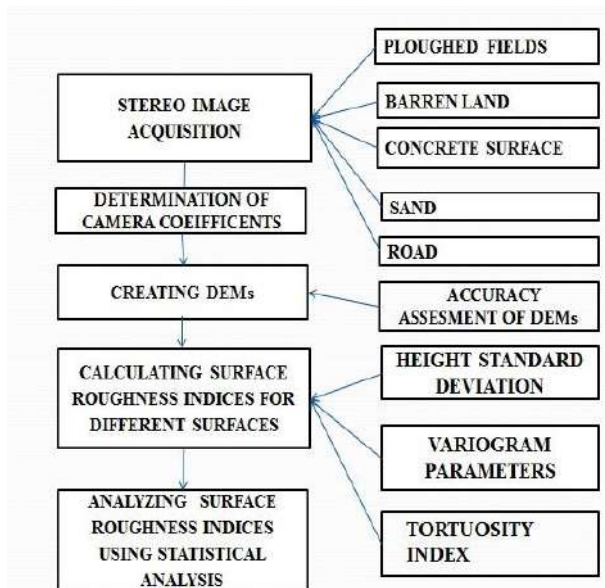 STEREO IMAGE
ACQUISITION
DETERMINATION OF
CAMERA COEIFFICENTS
CREATING DEMs
CALCULATING SURFACE
ROUGHNESS INDICES FOR
DIFFERENT SURFACES
ANALYZING SURFACE
ROUGHNESS INDICES
USING STATISTICAL
ANALYSIS
PLOUGHED FIELDS
BARREN LAND
CONCRETE SURFACE
SAND
ROAD
ACCURACY
ASSESMENT OF DEMs
HEIGHT STANDARD
DEVIATION
VARIOGRAM
PARAMETERS
TORTUOSITY
INDEX